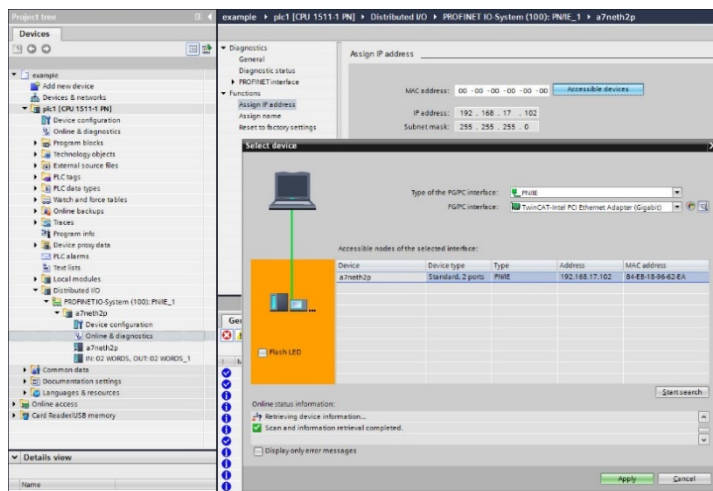 Project tree
example ▸ plc1 [CPU 1511-1 PN] ▸ Distributed I/O ▸ PROFINET IO-System (100): PN/IE_1 ▸ a7neth2p
Devices
example
Add new device
Devices & networks
plc1 [CPU 1511-1 PN]
Device configuration
Online & diagnostics
Program blocks
Technology objects
External source files
PLC tags
PLC data types
Watch and force tables
Online backups
Traces
Program info
Device proxy data
PLC alarms
Text lists
Local modules
Distributed I/O
PROFINET IO-System (100): PN/IE_1
a7neth2p
Device configuration
Online & diagnostics
a7neth2p
IN: 02 WORDS, OUT: 02 WORDS_1
Common data
Documentation settings
Languages & resources
Online access
Card Reader/USB memory
Details view
Name
Diagnostics
General
Diagnostic status
PROFINET interface
Functions
Assign IP address
Assign name
Reset to factory settings
Assign IP address
MAC address: 00 -00 -00 -00 -00 -00 Accessible devices
IP address: 192 . 168 . 17 . 102
Subnet mask: 255 . 255 . 255 . 0
Select device
Type of the PG/PC interface: PN/IE
PG/PC interface: TwinCAT-Intel PCI Ethernet Adapter (Gigabit)
Accessible nodes of the selected interface:
Device Device type Type Address MAC address
a7neth2p Standard, 2 ports PN/IE 192.168.17.102 84-EB-18-96-62-EA
Flash LED
Start search
Online status information:
Retrieving device information...
Scan and information retrieval completed.
Display only error messages
Apply Cancel